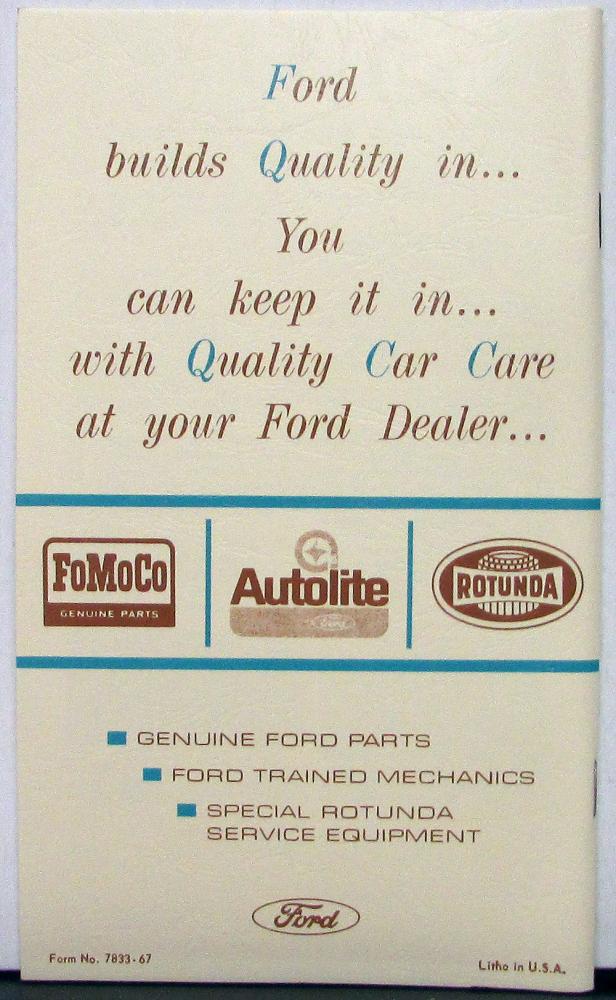 Ford
builds Quality in...
You
can keep it in...
with Quality Car Care
at your Ford Dealer...
FoMoCo
GENUINE PARTS
Autolite
Ford
ROTUNDA
GENUINE FORD PARTS
FORD TRAINED MECHANICS
SPECIAL ROTUNDA
SERVICE EQUIPMENT
Ford
Form No. 7833-67
Litho in U.S.A.